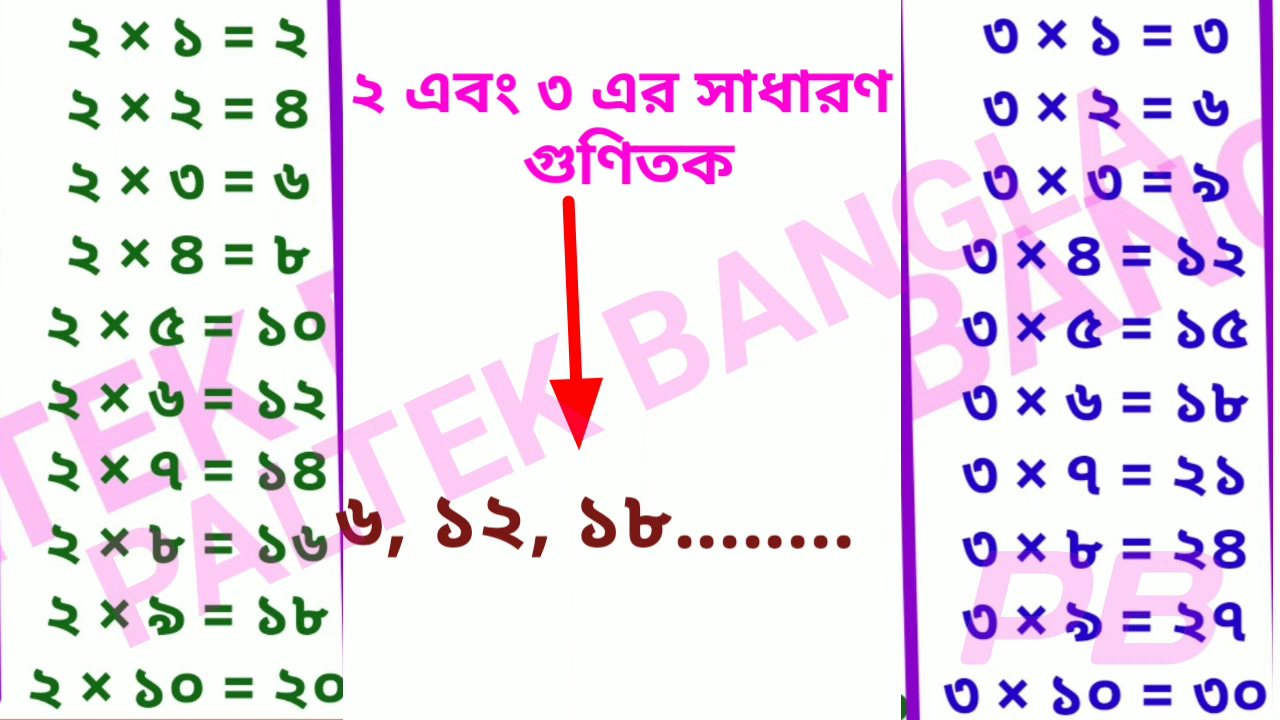 ২ × ১ = ২
২ × ২ = ৪
২ × ৩ = ৬
২ × ৪ = ৮
২ × ৫ = ১০
২ × ৬ = ১২
২ × ৭ = ১৪
২ × ৮ = ১৬
২ × ৯ = ১৮
২ × ১০ = ২০
২ এবং ৩ এর সাধারণ
গুণিতক
৬, ১২, ১৮........
৩ × ১ = ৩
৩ × ২ = ৬
৩ × ৩ = ৯
৩ × ৪ = ১২
৩ × ৫ = ১৫
৩ × ৬ = ১৮
৩ × ৭ = ২১
৩ × ৮ = ২৪
৩ × ৯ = ২৭
৩ × ১০ = ৩০
PALTEK BANGLA
PB